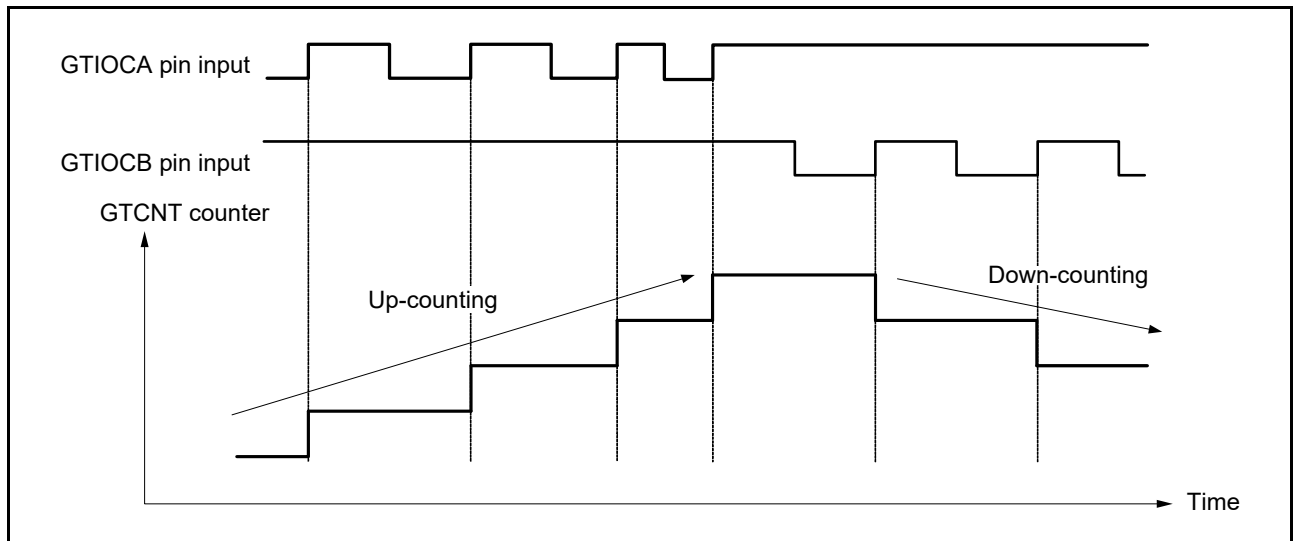 GTIOCA pin input
GTIOCB pin input
GTCNT counter
Up-counting
Down-counting
Time